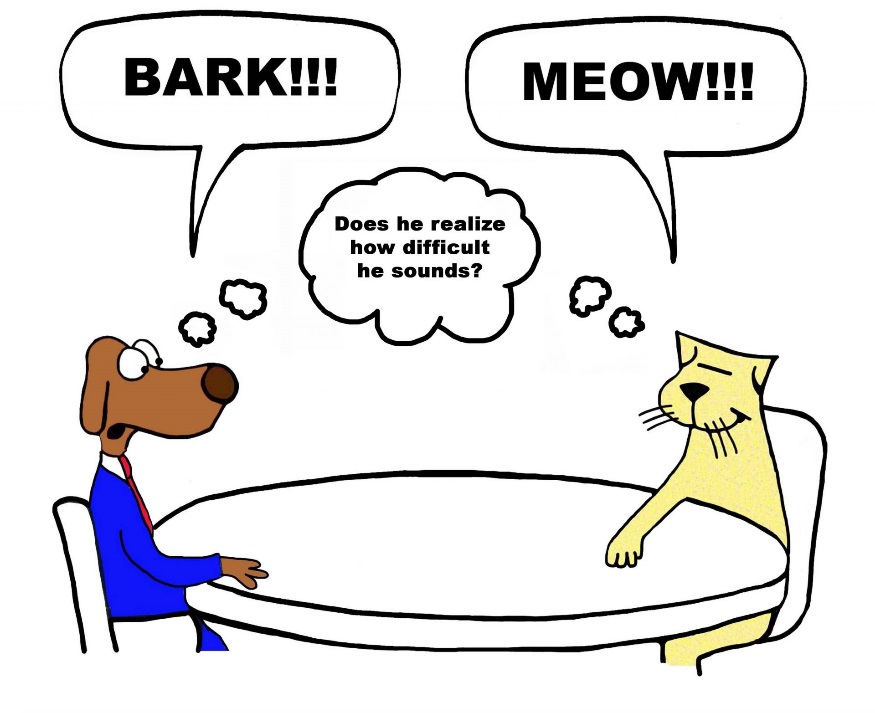 BARK!!!
MEOW!!!
Does he realize
how difficult
he sounds?